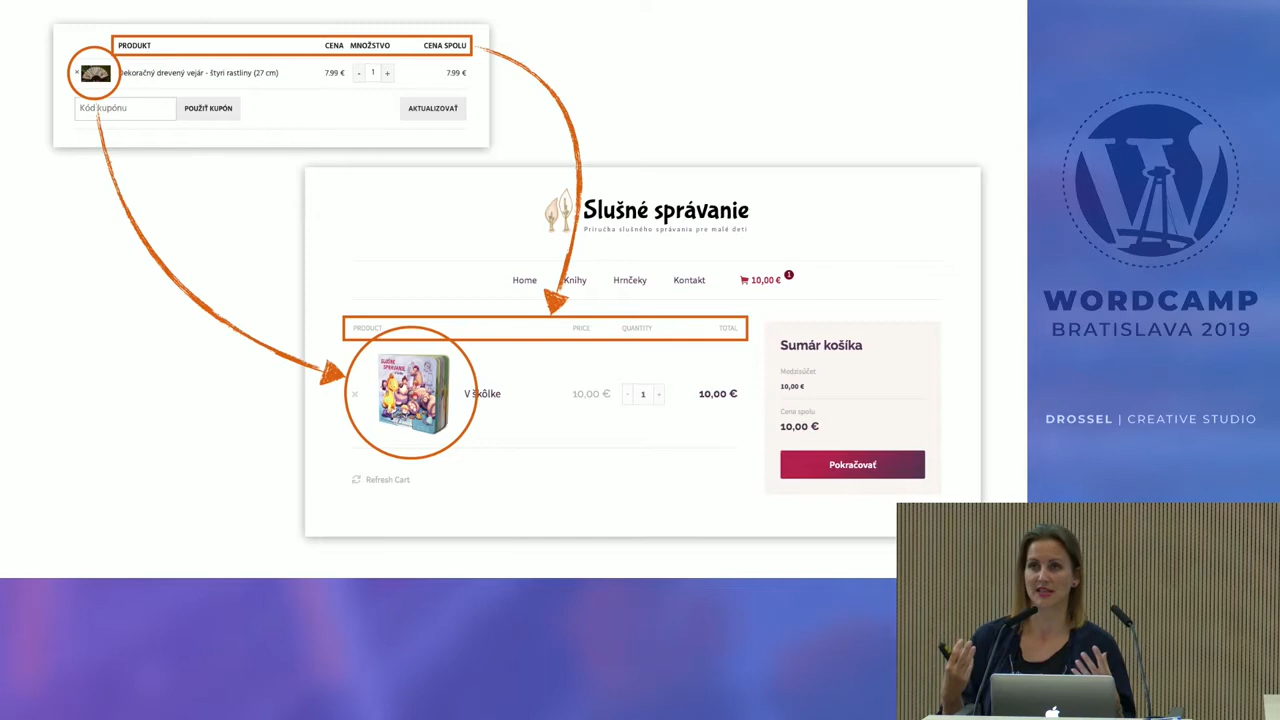 PRODUKT CENA MNOŽSTVO CENA SPOLU
× Dekoračný drevený vejár - štyri rastliny (27 cm) 7.99 € - 1 + 7.99 €
Kód kupónu POUŽIŤ KUPÓN AKTUALIZOVAŤ
Slušné správanie
Príručka slušného správania pre malé deti
Home Knihy Hrnčeky Kontakt 10,00 € 1
PRODUCT PRICE QUANTITY TOTAL
SLUŠNÉ
SPRÁVANIE
× V škôlke 10,00 € - 1 + 10,00 €
Refresh Cart
Sumár košíka
Medzisúčet
10,00 €
Cena spolu
10,00 €
Pokračovať
WORDCAMP
BRATISLAVA 2019
DROSSEL | CREATIVE STUDIO